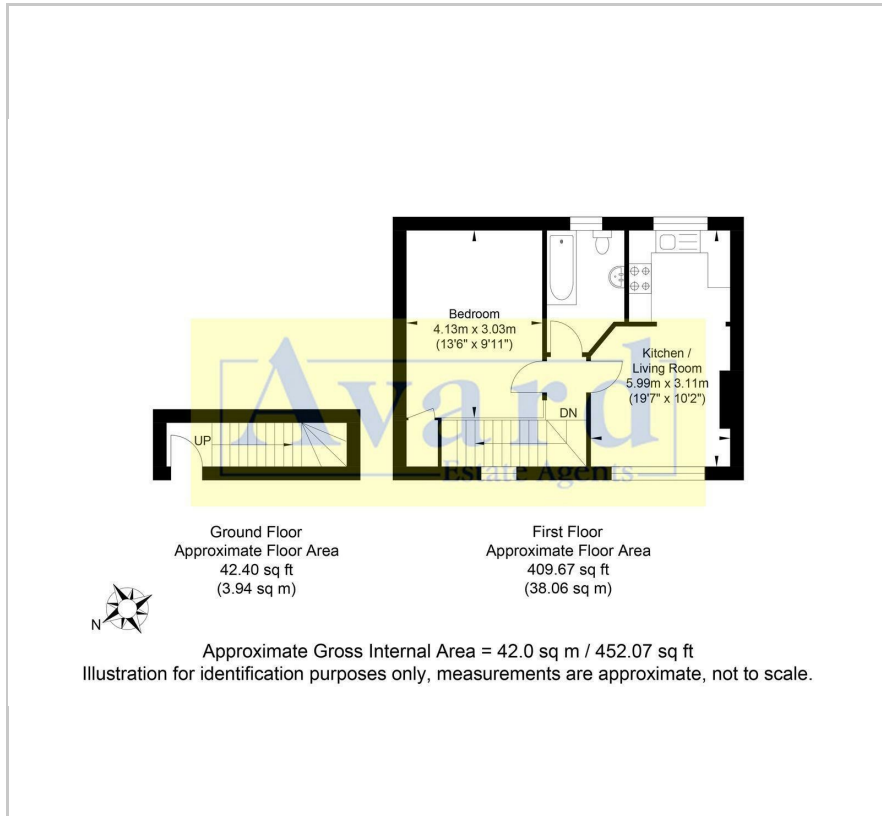 Bedroom
4.13m x 3.03m
(13'6" x 9'11")
Kitchen /
Living Room
5.99m x 3.11m
(19'7" x 10'2")
DN
UP
Avard
Estate Agents
Ground Floor
Approximate Floor Area
42.40 sq ft
(3.94 sq m)
First Floor
Approximate Floor Area
409.67 sq ft
(38.06 sq m)
N
Approximate Gross Internal Area = 42.0 sq m / 452.07 sq ft
Illustration for identification purposes only, measurements are approximate, not to scale.